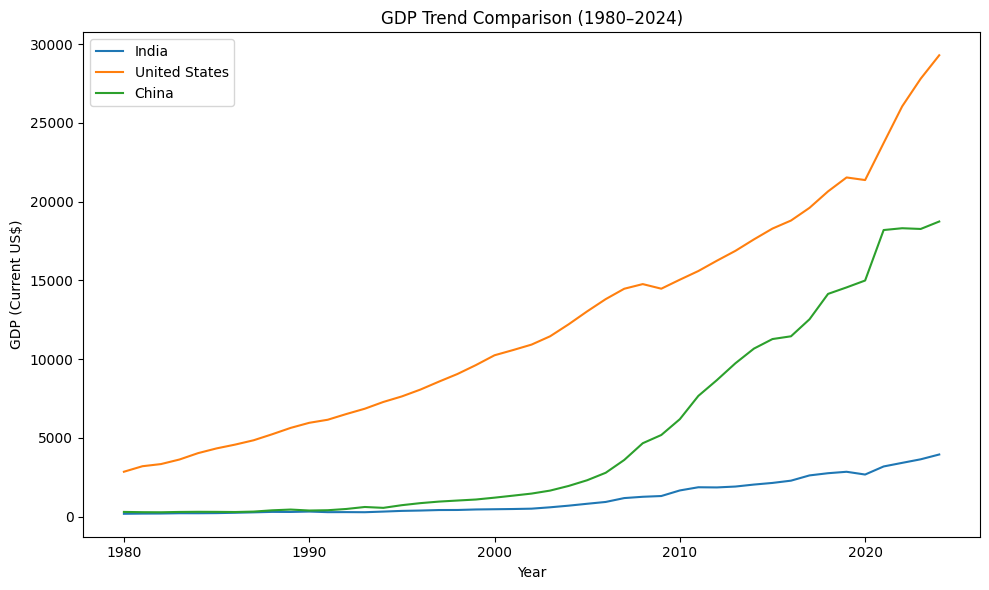 GDP Trend Comparison (1980–2024)
India
United States
China
GDP (Current US$)
30000
25000
20000
15000
10000
5000
0
1980
1990
2000
2010
2020
Year